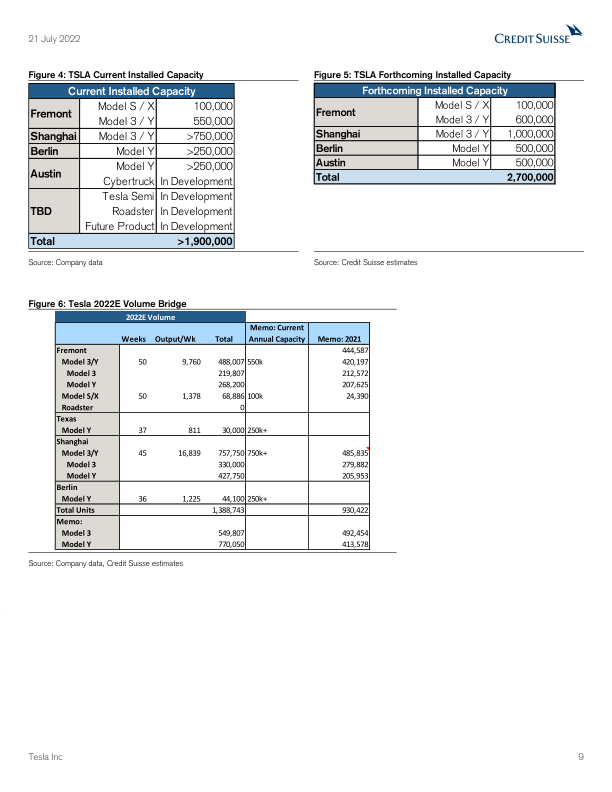 21 July 2022
CREDIT SUISSE
Figure 4: TSLA Current Installed Capacity
Current Installed Capacity
Fremont Model S / X 100,000
Model 3 / Y 550,000
Shanghai Model 3 / Y >750,000
Berlin Model Y >250,000
Austin Model Y >250,000
Cybertruck In Development
TBD Tesla Semi In Development
Roadster In Development
Future Product In Development
Total >1,900,000
Source: Company data
Figure 5: TSLA Forthcoming Installed Capacity
Forthcoming Installed Capacity
Fremont Model S / X 100,000
Model 3 / Y 600,000
Shanghai Model 3 / Y 1,000,000
Berlin Model Y 500,000
Austin Model Y 500,000
Total 2,700,000
Source: Credit Suisse estimates
Figure 6: Tesla 2022E Volume Bridge
2022E Volume
Memo: Current
Weeks Output/Wk Total Annual Capacity Memo: 2021
Fremont 444,587
Model 3/Y 50 9,760 488,007 550k 420,197
Model 3 219,807 212,572
Model Y 268,200 207,625
Model S/X 50 1,378 68,886 100k 24,390
Roadster 0
Texas
Model Y 37 811 30,000 250k+
Shanghai
Model 3/Y 45 16,839 757,750 750k+ 485,835
Model 3 330,000 279,882
Model Y 427,750 205,953
Berlin
Model Y 36 1,225 44,100 250k+
Total Units 1,388,743 930,422
Memo:
Model 3 549,807 492,454
Model Y 770,050 413,578
Source: Company data, Credit Suisse estimates
Tesla Inc 9